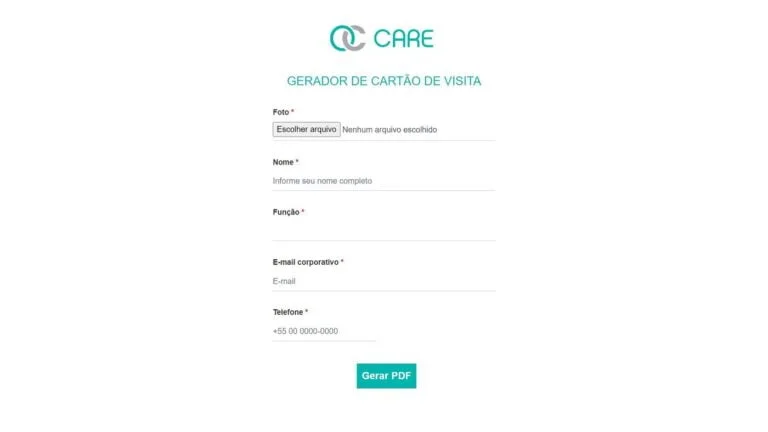 CARE
GERADOR DE CARTÃO DE VISITA
Foto *
Escolher arquivo Nenhum arquivo escolhido
Nome *
Informe seu nome completo
Função *
E-mail corporativo *
E-mail
Telefone *
+55 00 0000-0000
Gerar PDF